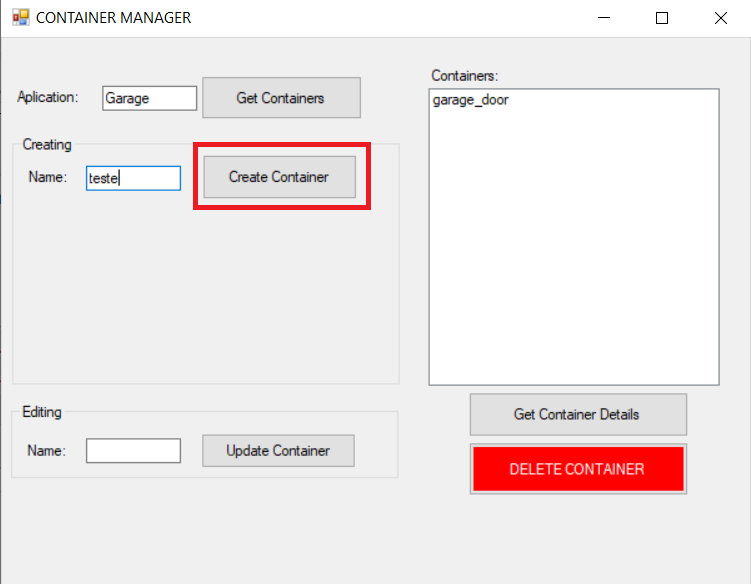 CONTAINER MANAGER
Aplication:
Garage
Get Containers
Creating
Name:
teste
Create Container
Editing
Name:
Update Container
Containers:
garage_door
Get Container Details
DELETE CONTAINER